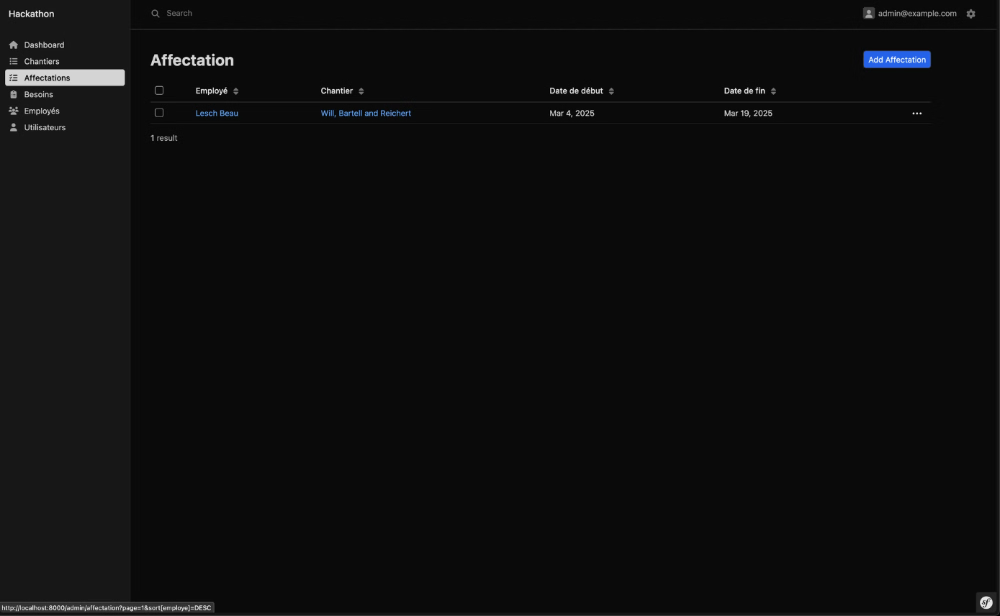 Hackathon
Search
admin@example.com
Dashboard
Chantiers
Affectations
Besoins
Employés
Utilisateurs
Affectation
Add Affectation
Employé Chantier Date de début Date de fin
Lesch Beau Will, Bartell and Reichert Mar 4, 2025 Mar 19, 2025
1 result
http://localhost:8000/admin/affectation?page=1&sort[employe]=DESC
sf